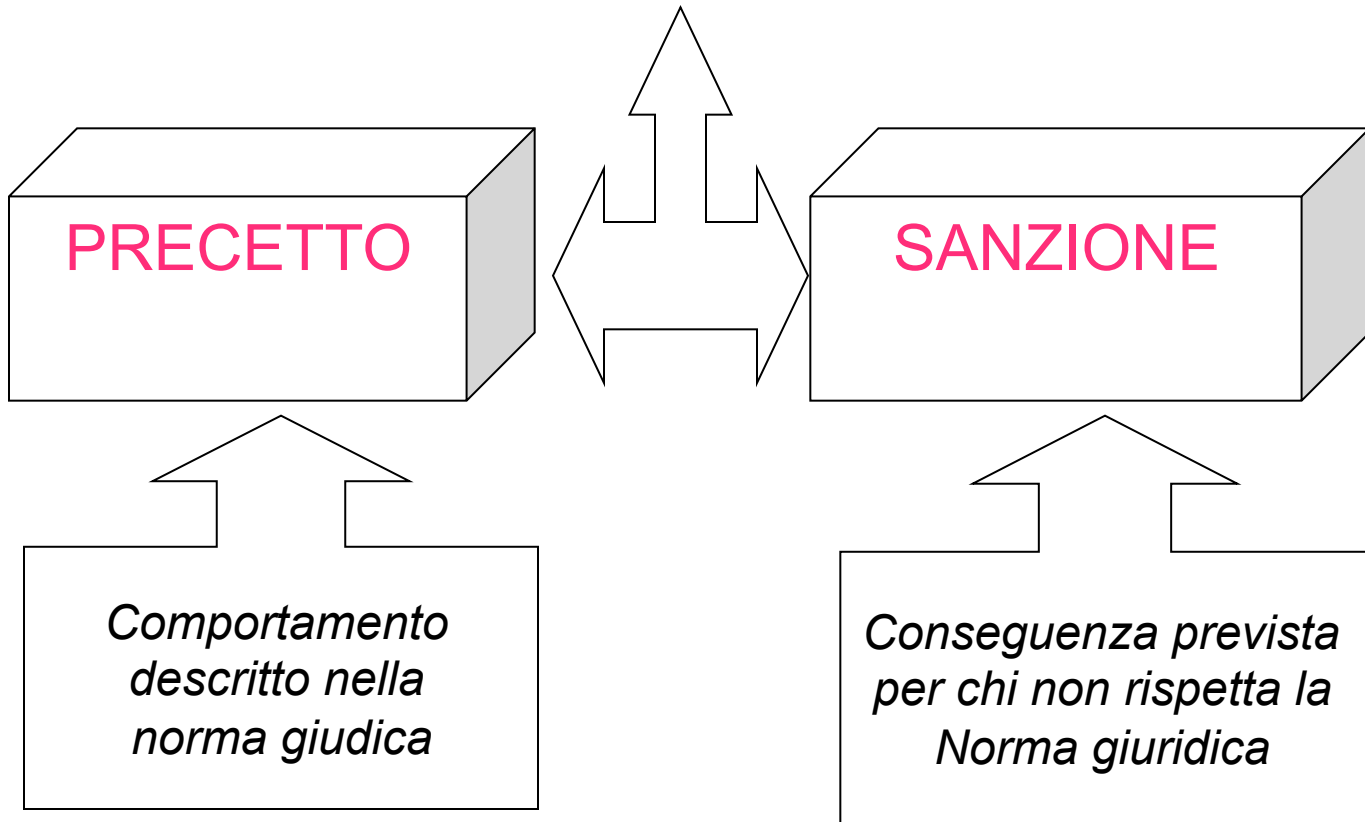 PRECETTO
SANZIONE
Comportamento
descritto nella
norma giudica
Conseguenza prevista
per chi non rispetta la
Norma giuridica